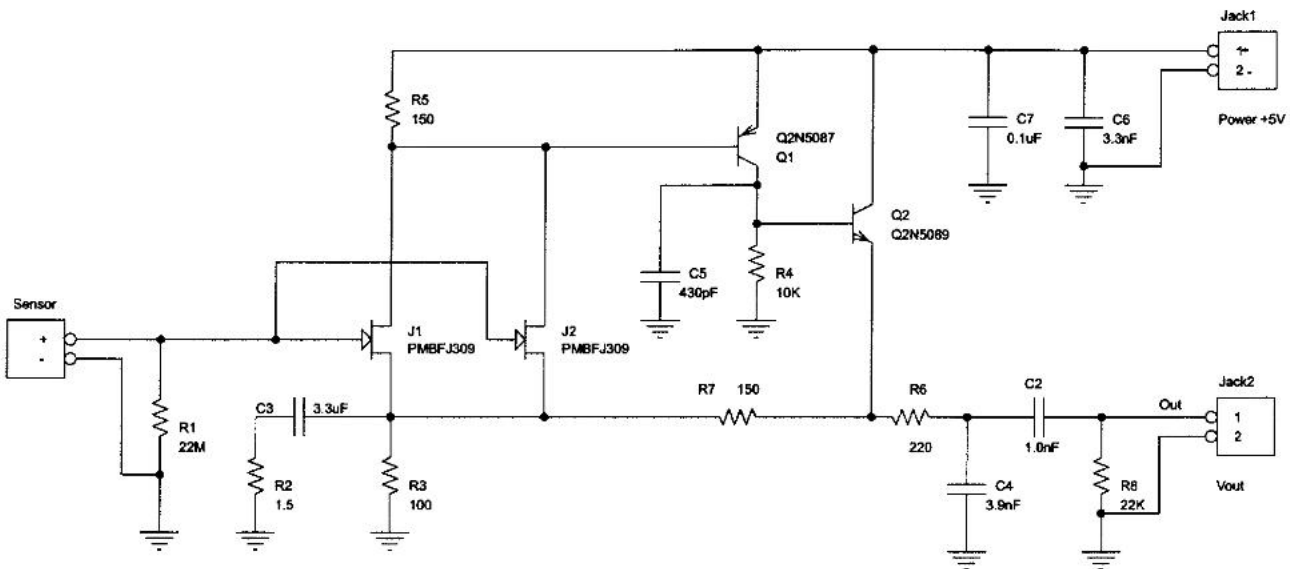 Jack1
1+
2 -
Power +5V
R5
150
Q2N5087
Q1
C7
0.1uF
C6
3.3nF
Q2
Q2N5089
C5
430pF
R4
10K
Sensor
+
-
J1
PMBFJ309
J2
PMBFJ309
R1
22M
C3 3.3uF
R7 150
R6
220
C2
1.0nF
Out
Jack2
1
2
Vout
R2
1.5
R3
100
C4
3.9nF
R8
22K